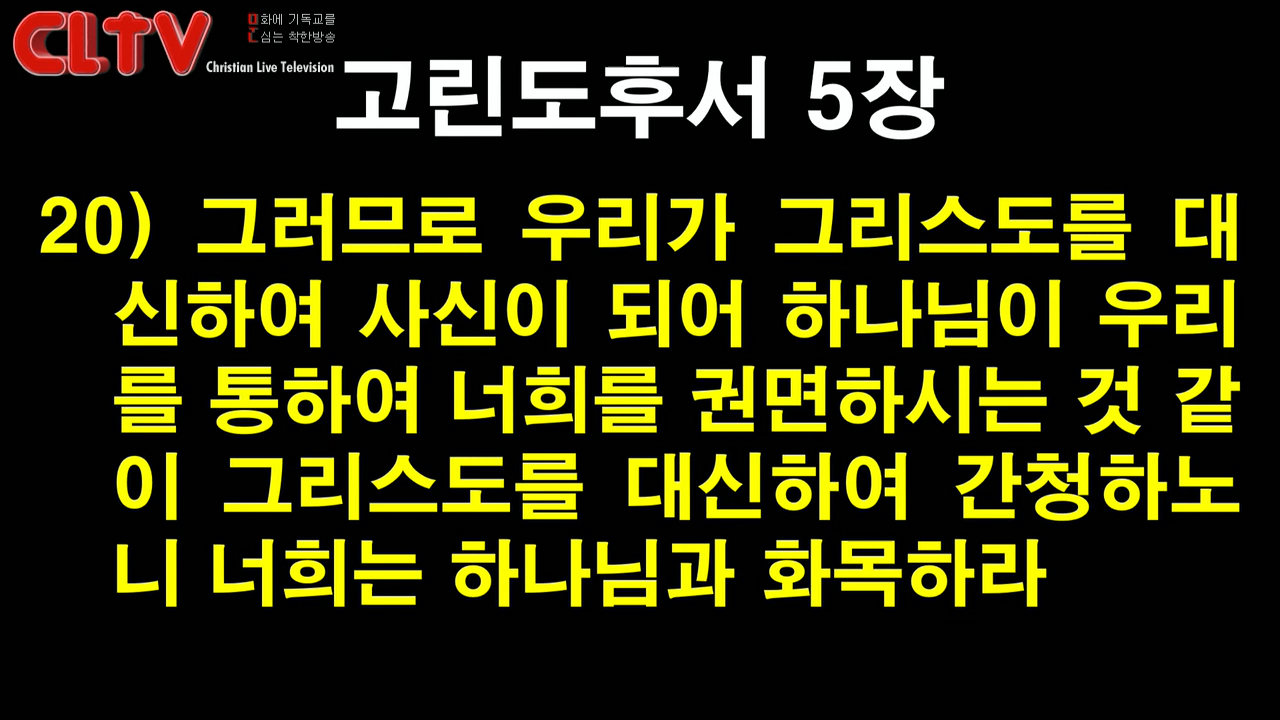 CLTV
문화에 기독교를
심는 착한방송
Christian Live Television
고린도후서 5장
20) 그러므로 우리가 그리스도를 대
신하여 사신이 되어 하나님이 우리
를 통하여 너희를 권면하시는 것 같
이 그리스도를 대신하여 간청하노
니 너희는 하나님과 화목하라